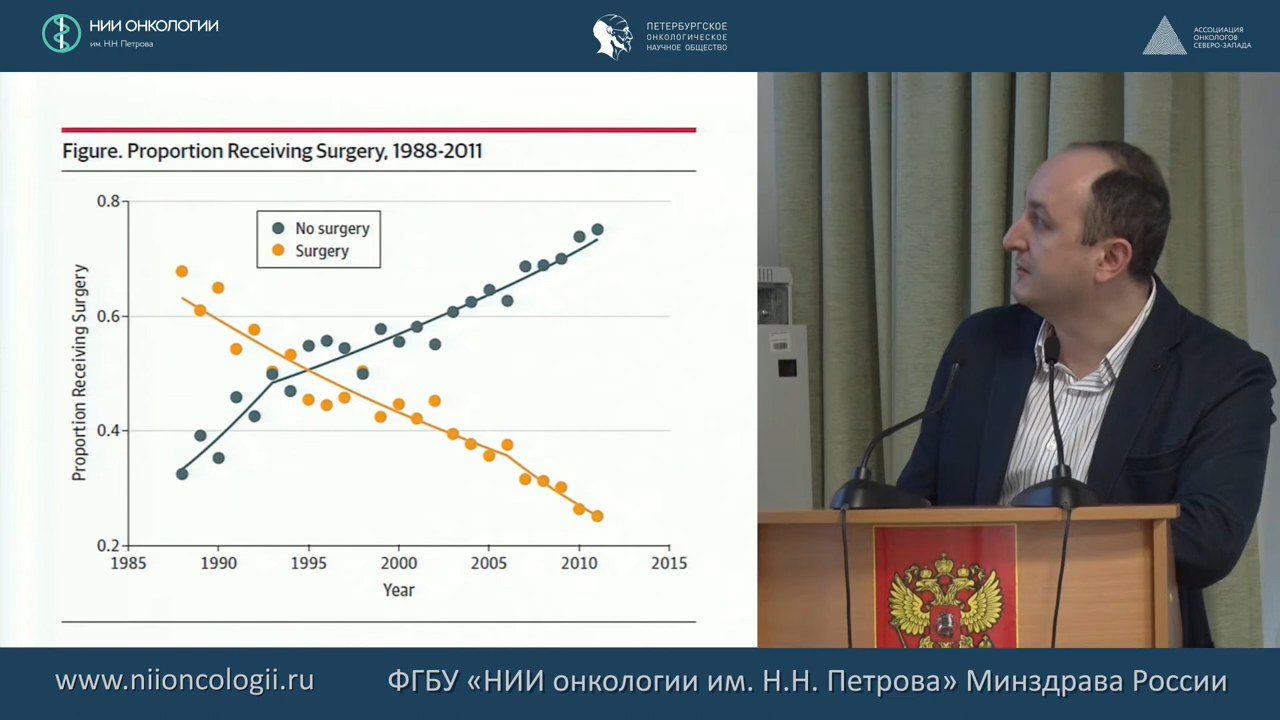 НИИ ОНКОЛОГИИ
им. Н.Н. Петрова
ПЕТЕРБУРГСКОЕ
ОНКОЛОГИЧЕСКОЕ
НАУЧНОЕ ОБЩЕСТВО
АССОЦИАЦИЯ
ОНКОЛОГОВ
СЕВЕРО-ЗАПАДА
Figure. Proportion Receiving Surgery, 1988-2011
No surgery
Surgery
Proportion Receiving Surgery
0.8
0.6
0.4
0.2
1985 1990 1995 2000 2005 2010 2015
Year
www.niioncologii.ru
ФГБУ «НИИ онкологии им. Н.Н. Петрова» Минздрава России